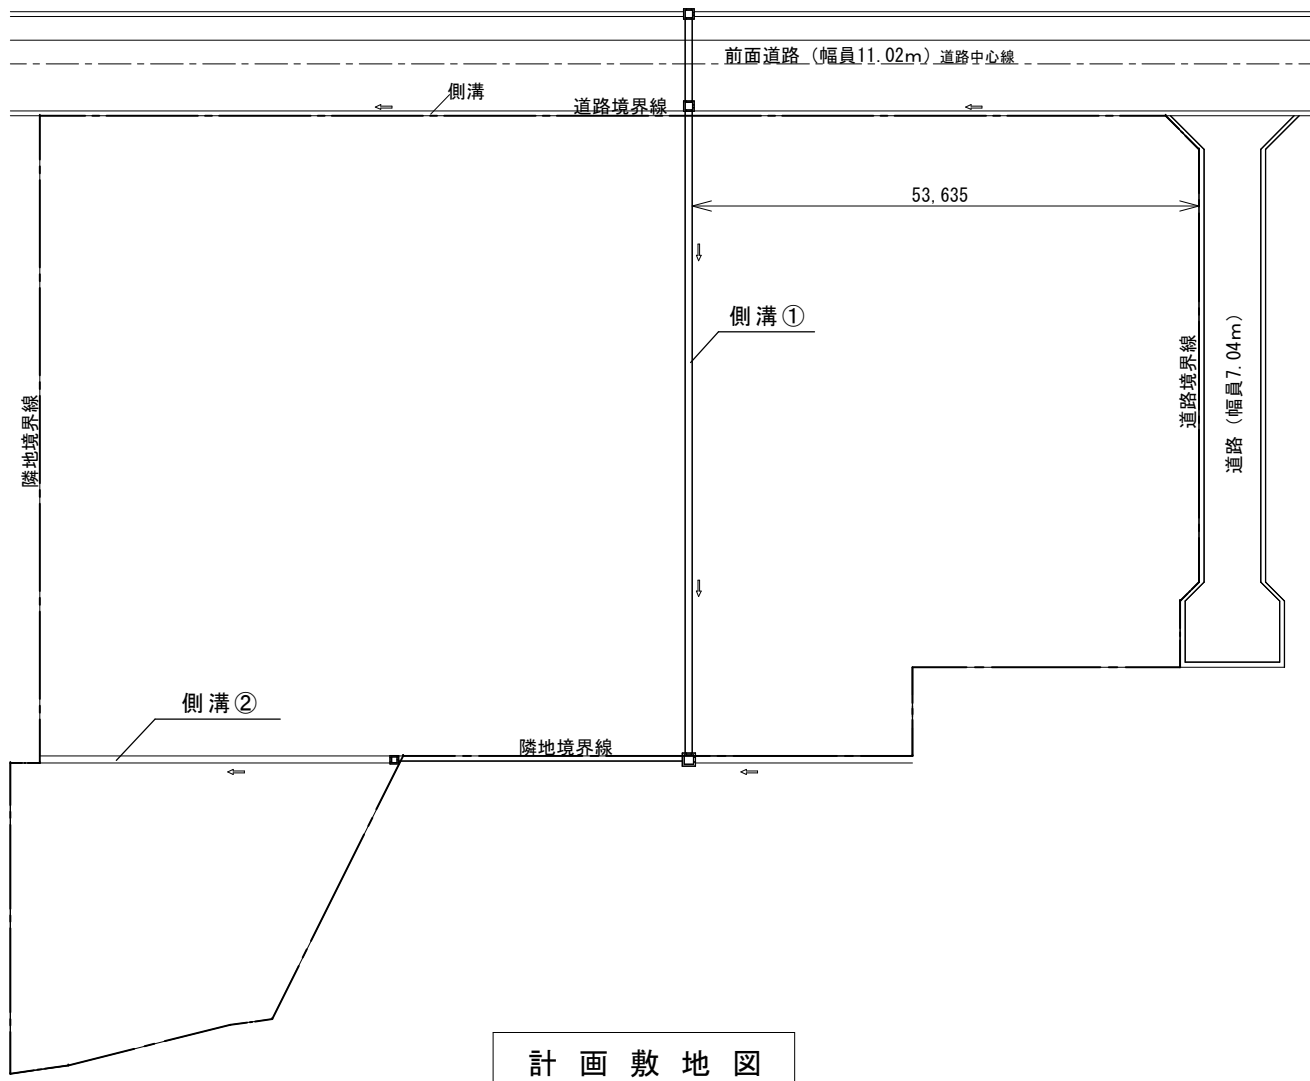 前面道路（幅員11.02m）道路中心線
側溝
道路境界線
53,635
側溝①
道路境界線
道路（幅員7.04m）
隣地境界線
側溝②
隣地境界線
計画敷地図